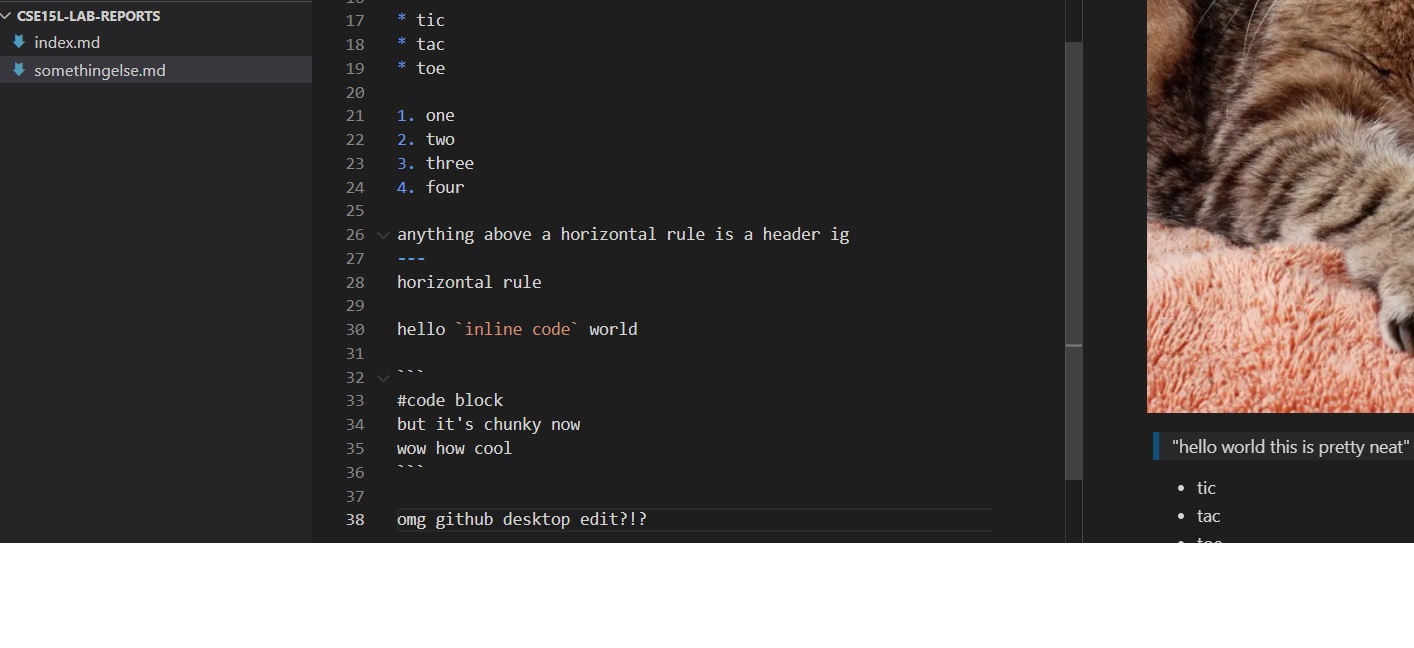 CSE15L-LAB-REPORTS
index.md
somethingelse.md
17 * tic
18 * tac
19 * toe
20
21 1. one
22 2. two
23 3. three
24 4. four
25
26 anything above a horizontal rule is a header ig
27 ---
28 horizontal rule
29
30 hello `inline code` world
31
32 ```
33 #code block
34 but it's chunky now
35 wow how cool
36 ```
37
38 omg github desktop edit?!?
"hello world this is pretty neat"
• tic
• tac